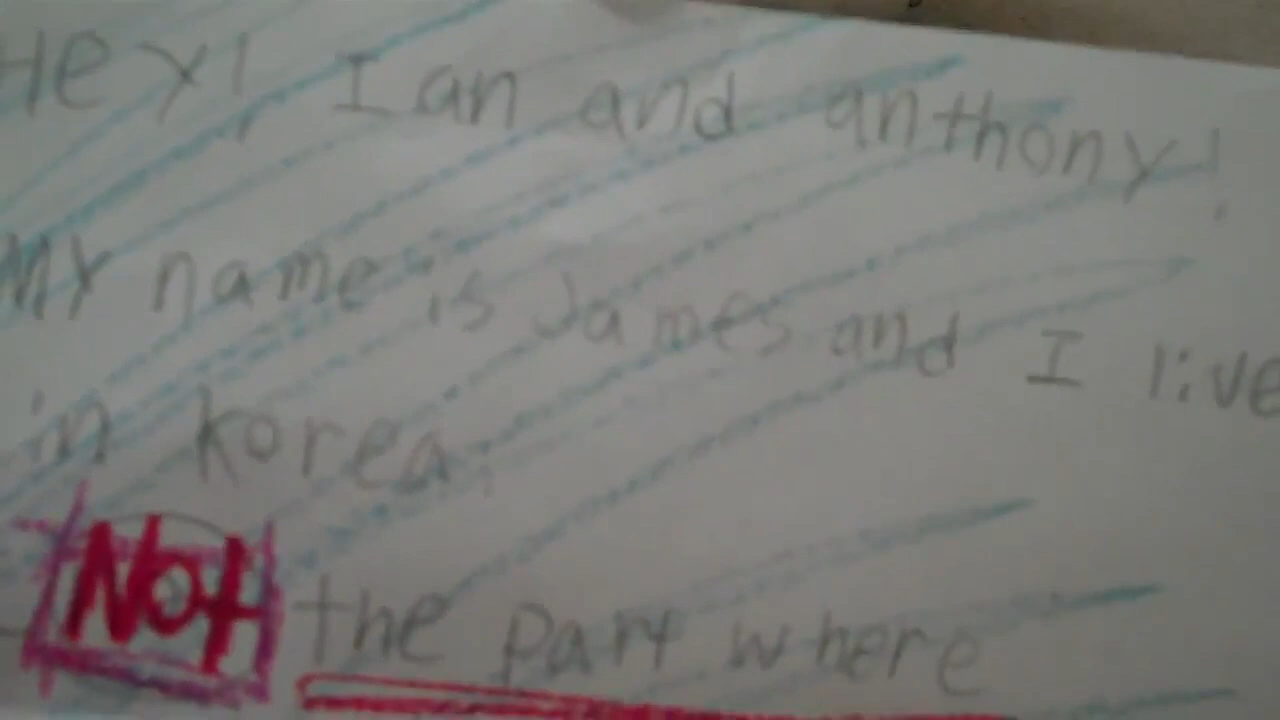 Hey! Ian and anthony!
My name is James and I live
in korea.
Not the part where